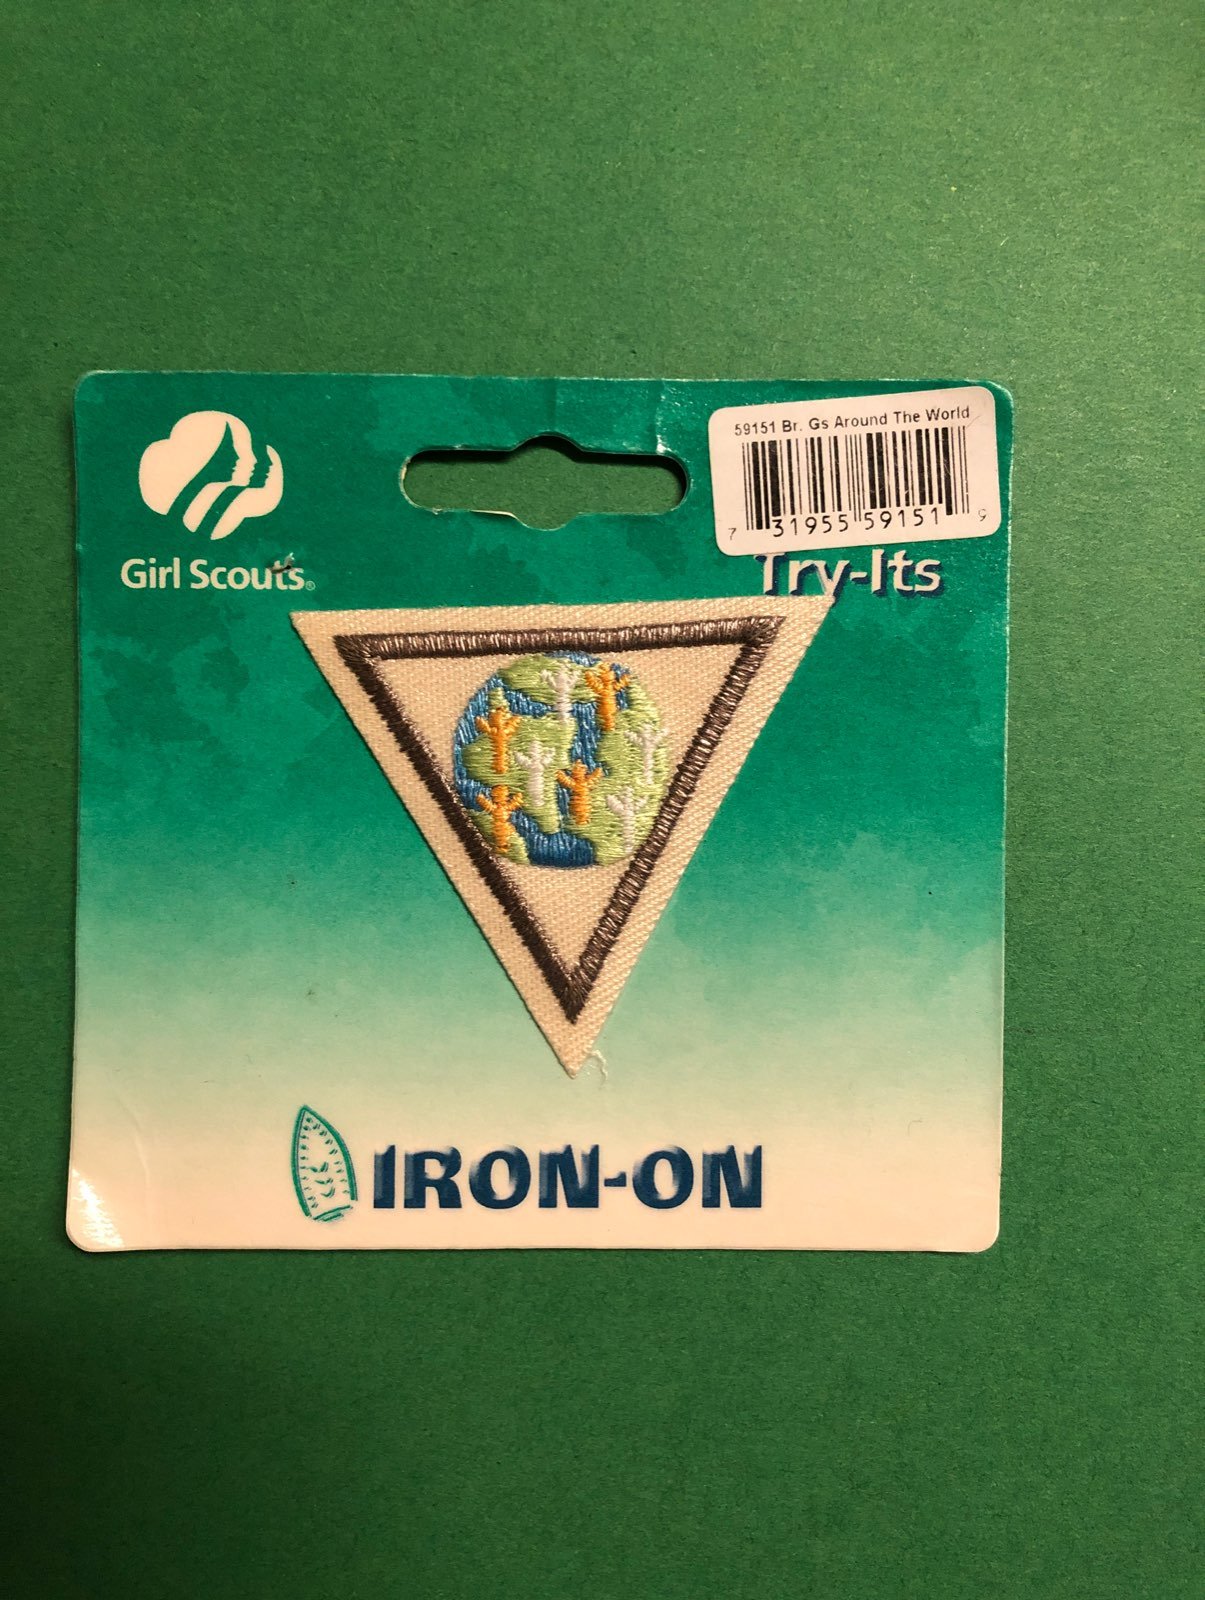 59151 Br. Gs Around The World
7 31955 59151 9
Girl Scouts®
Try-Its
IRON-ON